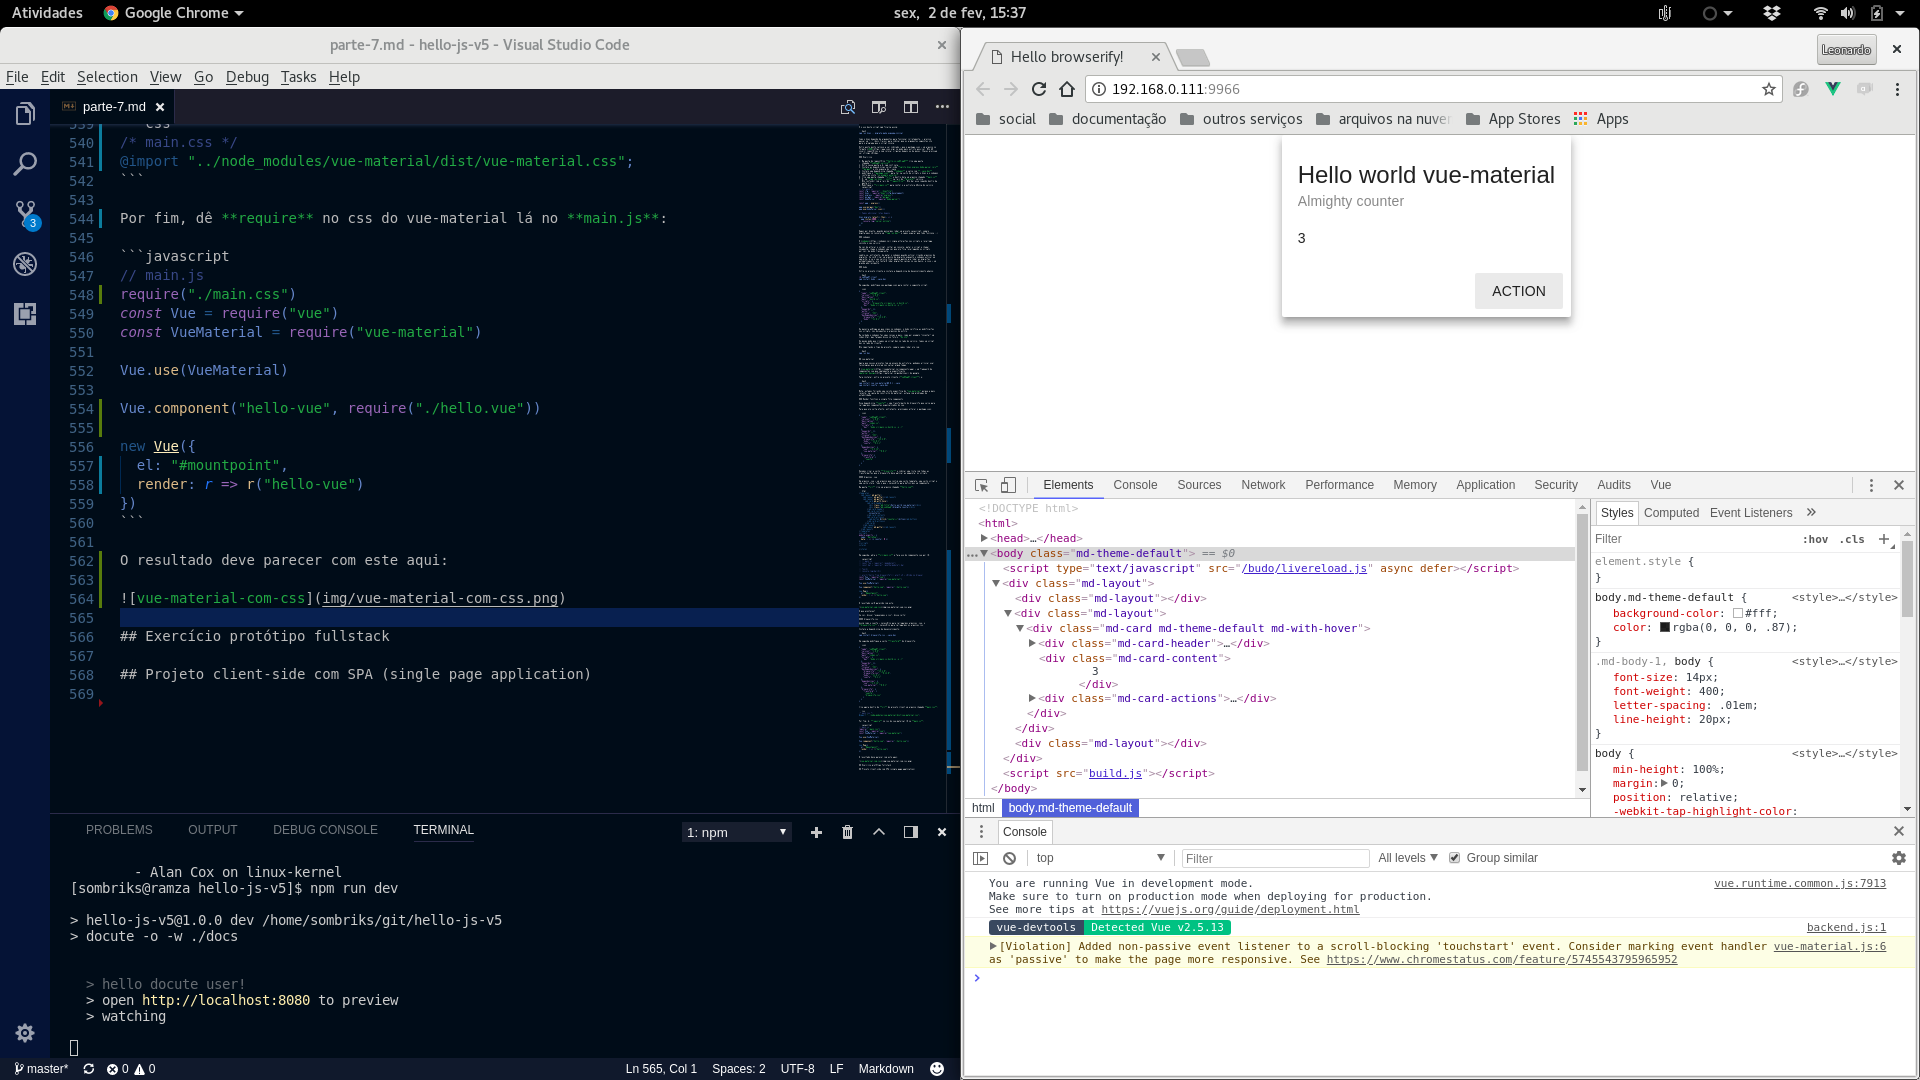 Atividades
Google Chrome
sex, 2 de fev, 15:37
parte-7.md - hello-js-v5 - Visual Studio Code
File Edit Selection View Go Debug Tasks Help
parte-7.md
539 ```css
540 /* main.css */
541 @import "../node_modules/vue-material/dist/vue-material.css";
542 ```
543
544 Por fim, dê **require** no css do vue-material lá no **main.js**:
545
546 ```javascript
547 // main.js
548 require("./main.css")
549 const Vue = require("vue")
550 const VueMaterial = require("vue-material")
551
552 Vue.use(VueMaterial)
553
554 Vue.component("hello-vue", require("./hello.vue"))
555
556 new Vue({
557 el: "#mountpoint",
558 render: r => r("hello-vue")
559 })
560 ```
561
562 O resultado deve parecer com este aqui:
563
564 ![vue-material-com-css](img/vue-material-com-css.png)
565
566 ## Exercício protótipo fullstack
567
568 ## Projeto client-side com SPA (single page application)
569
3
PROBLEMS OUTPUT DEBUG CONSOLE TERMINAL
1: npm
- Alan Cox on linux-kernel
[sombriks@ramza hello-js-v5]$ npm run dev
> hello-js-v5@1.0.0 dev /home/sombriks/git/hello-js-v5
> docute -o -w ./docs
> hello docute user!
> open http://localhost:8080 to preview
> watching
master* 0 0
Ln 565, Col 1 Spaces: 2 UTF-8 LF Markdown
Hello browserify!
Leonardo
192.168.0.111:9966
social documentação outros serviços arquivos na nuver App Stores Apps
Hello world vue-material
Almighty counter
3
ACTION
Elements Console Sources Network Performance Memory Application Security Audits Vue
<!DOCTYPE html>
<html>
<head>…</head>
…<body class="md-theme-default"> == $0
<script type="text/javascript" src="/budo/livereload.js" async defer></script>
<div class="md-layout">
<div class="md-layout"></div>
<div class="md-layout">
<div class="md-card md-theme-default md-with-hover">
<div class="md-card-header">…</div>
<div class="md-card-content">
3
</div>
<div class="md-card-actions">…</div>
</div>
</div>
<div class="md-layout"></div>
</div>
<script src="build.js"></script>
</body>
html body.md-theme-default
Styles Computed Event Listeners »
Filter :hov .cls +
element.style {
}
body.md-theme-default { <style>…</style>
background-color: #fff;
color: rgba(0, 0, 0, .87);
}
.md-body-1, body { <style>…</style>
font-size: 14px;
font-weight: 400;
letter-spacing: .01em;
line-height: 20px;
}
body { <style>…</style>
min-height: 100%;
margin: 0;
position: relative;
-webkit-tap-highlight-color:
Console
top Filter All levels Group similar
You are running Vue in development mode. vue.runtime.common.js:7913
Make sure to turn on production mode when deploying for production.
See more tips at https://vuejs.org/guide/deployment.html
vue-devtools Detected Vue v2.5.13 backend.js:1
[Violation] Added non-passive event listener to a scroll-blocking 'touchstart' event. Consider marking event handler vue-material.js:6
as 'passive' to make the page more responsive. See https://www.chromestatus.com/feature/5745543795965952